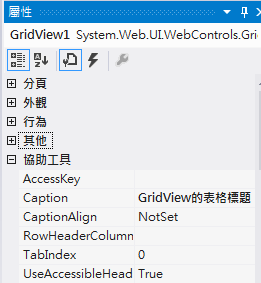 屬性
GridView1 System.Web.UI.WebControls.Gri
分頁
外觀
行為
其他
協助工具
AccessKey
Caption GridView的表格標題
CaptionAlign NotSet
RowHeaderColumn
TabIndex 0
UseAccessibleHead True